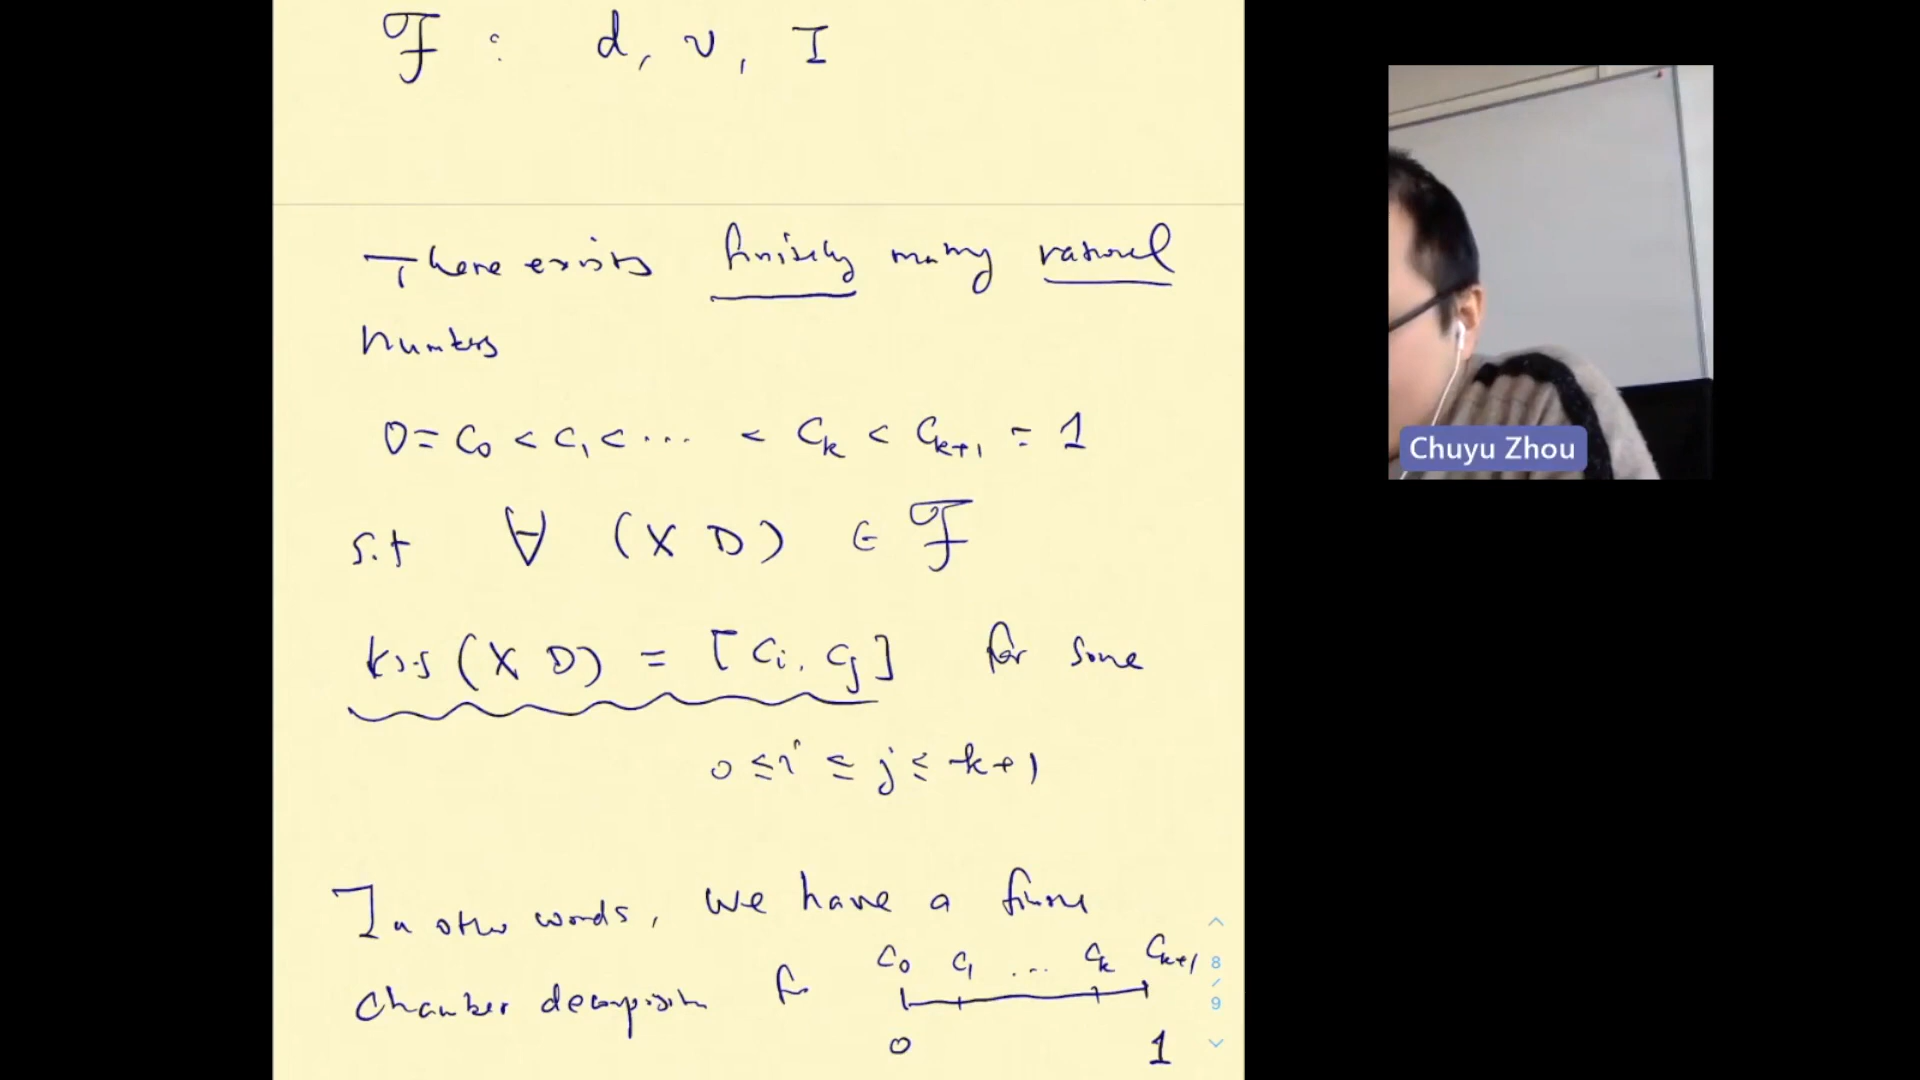 F : d, v, I
There exists finitely many rational
numbers
0 = c₀ < c₁ < ... < cₖ < cₖ₊₁ = 1
s.t ∀ (X D) ∈ F
kss (X D) = [cᵢ, cⱼ] for some
0 ≤ i ≤ j ≤ k+1
In other words, we have a finite
c₀ c₁ ... cₖ cₖ₊₁
chamber decomposition for
0 1
8 / 9
Chuyu Zhou